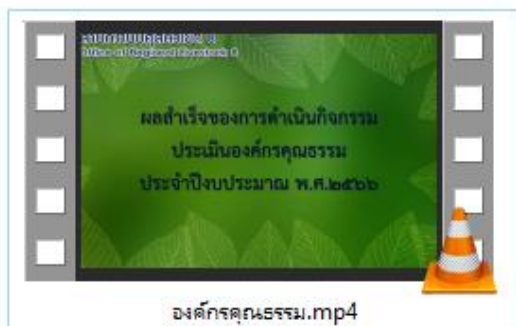 Office of Regional Livestock 6
ผลสำเร็จของการดำเนินกิจกรรม
ประเมินองค์กรคุณธรรม
ประจำปีงบประมาณ พ.ศ.๒๕๖๖
องค์กรคุณธรรม.mp4